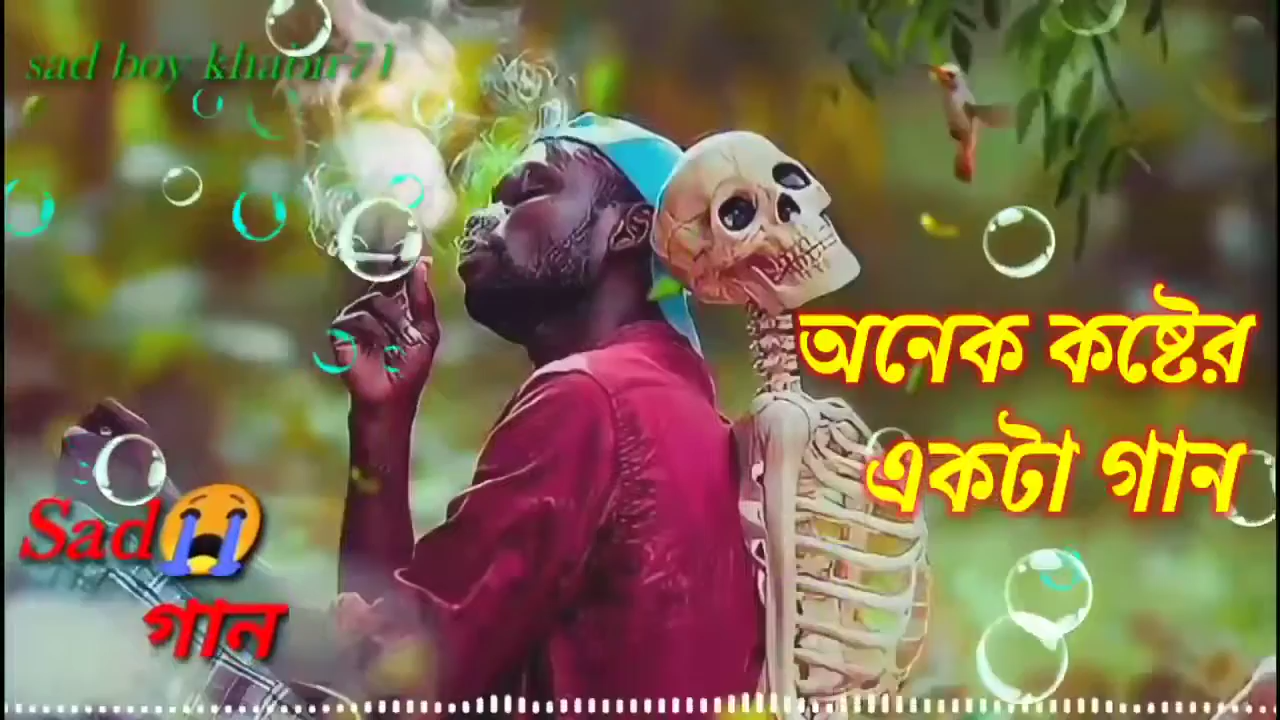 sad boy khabir71
অনেক কষ্টের
একটা গান
Sad😭
গান